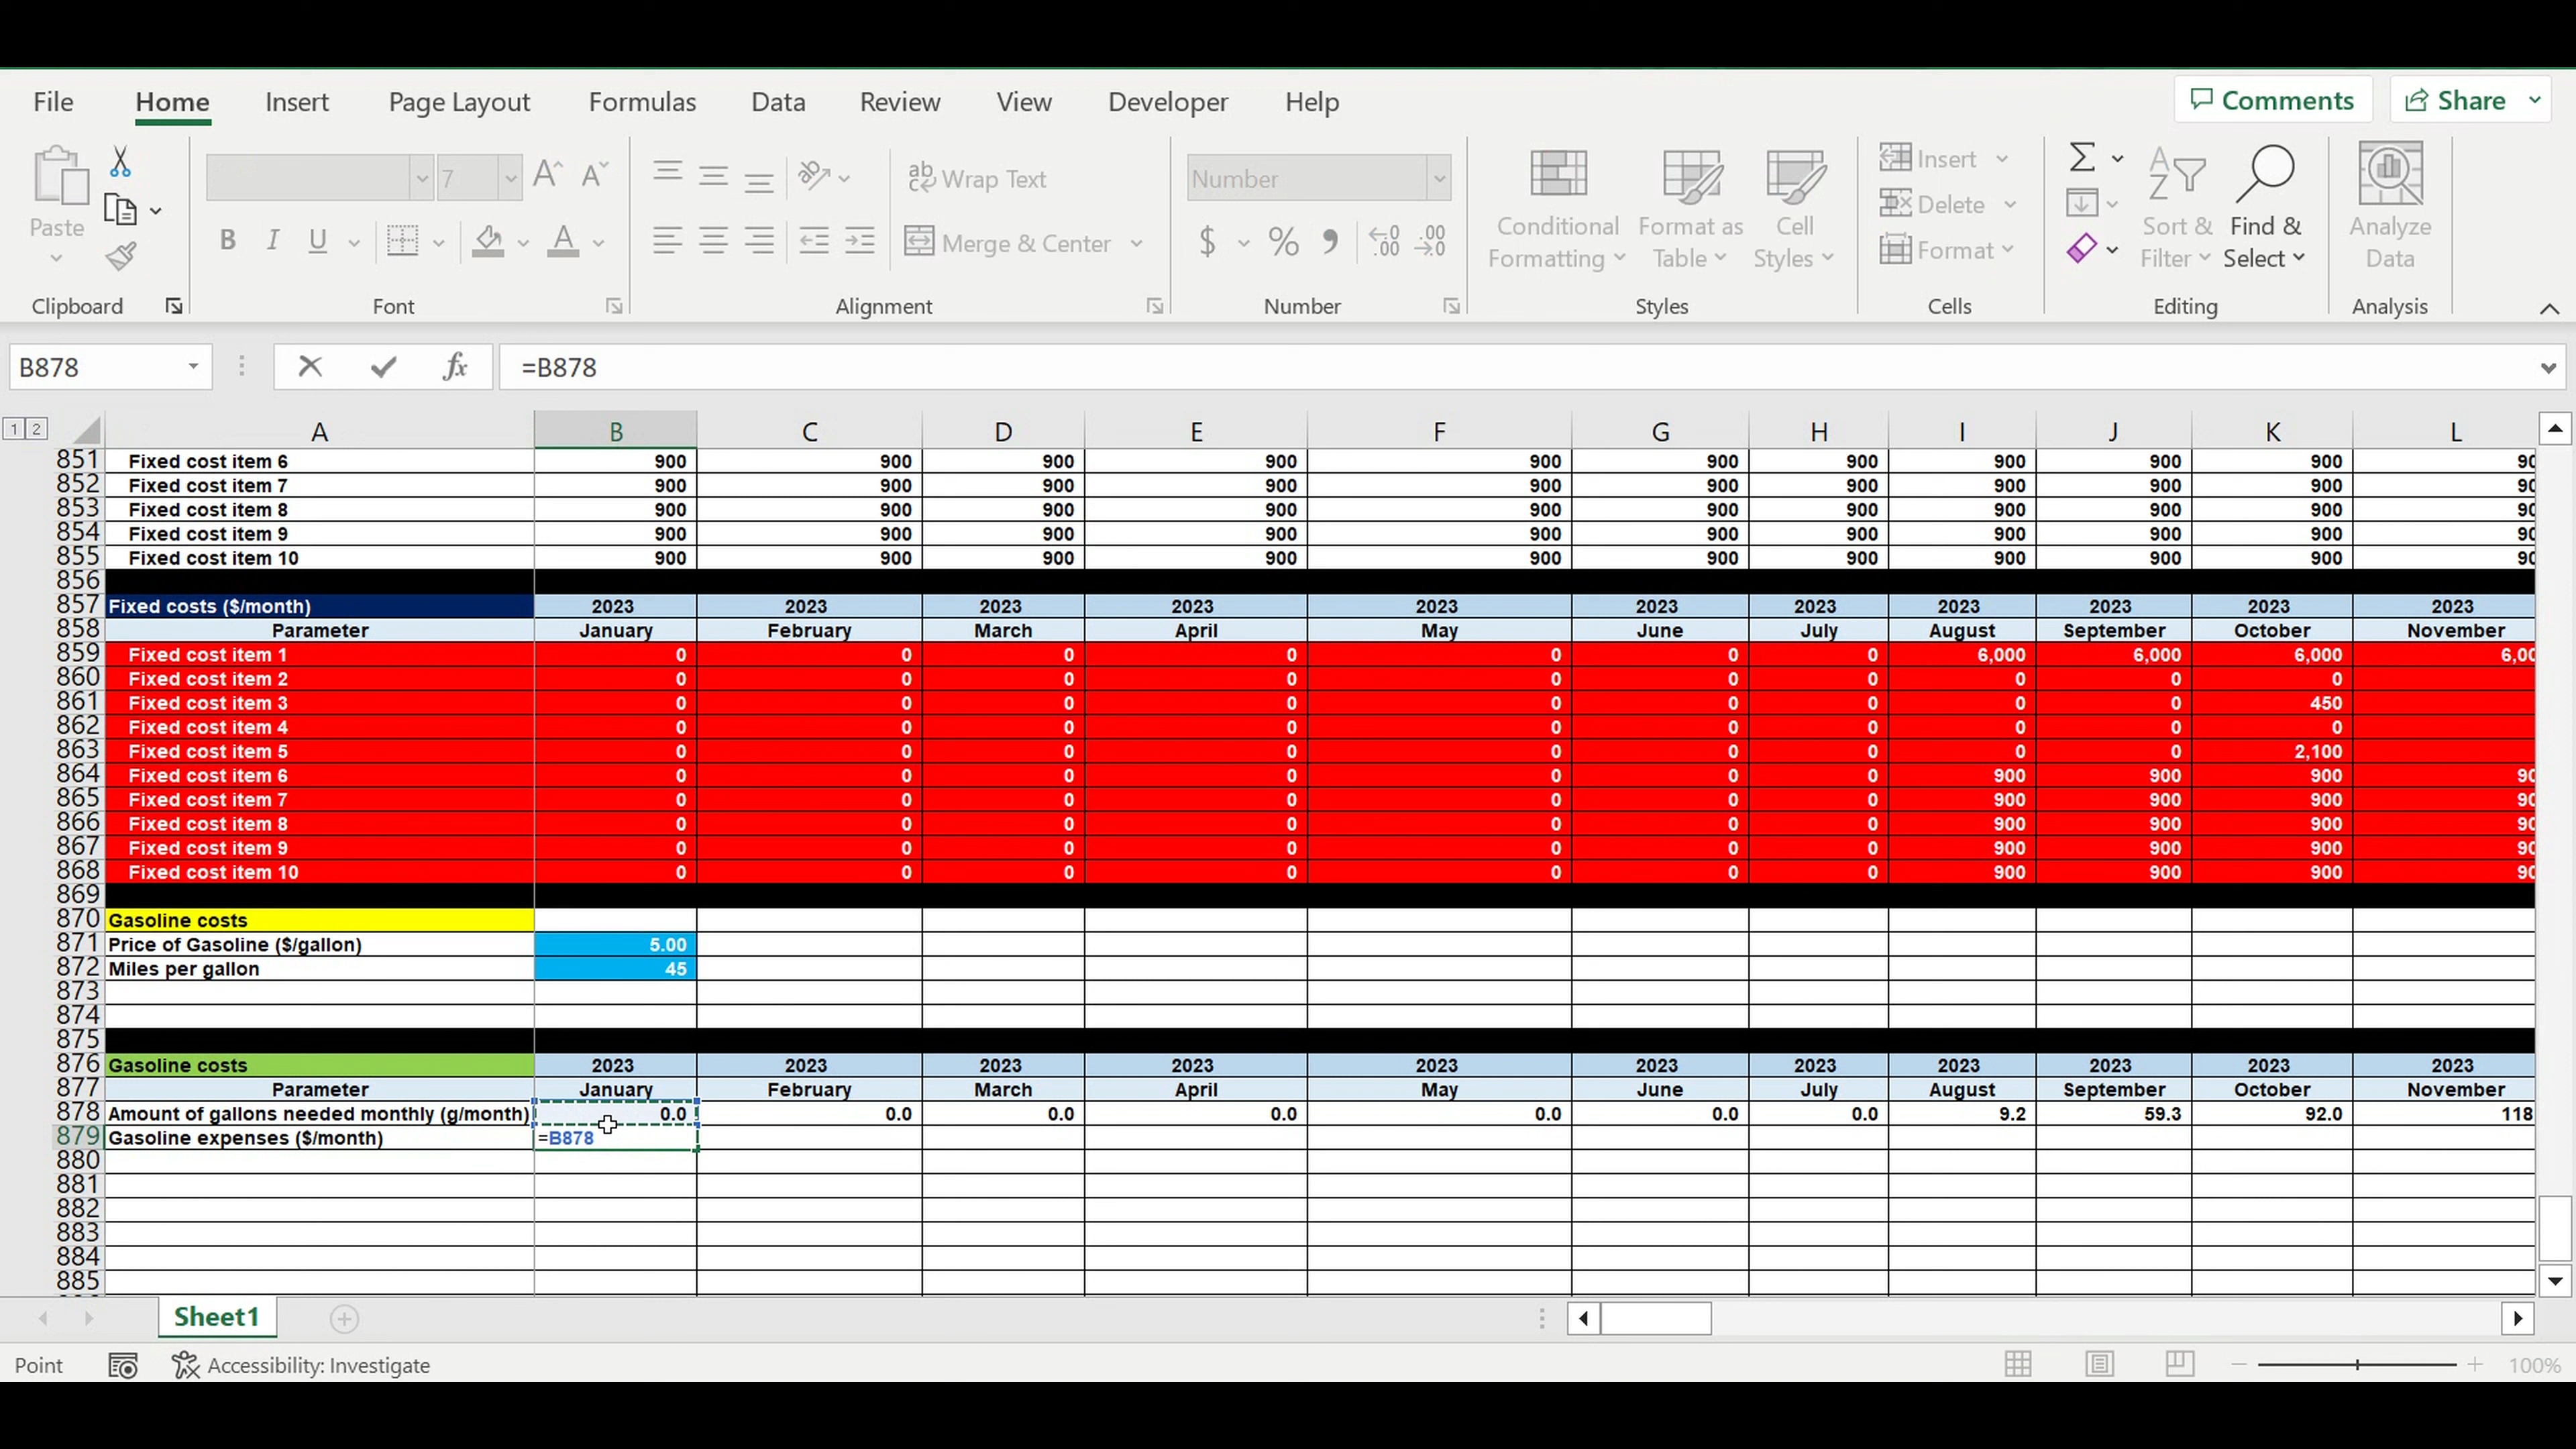 File Home Insert Page Layout Formulas Data Review View Developer Help Comments Share
Paste Clipboard
7 Font
B I U A
ab Wrap Text
Merge & Center
Alignment
Number
$ % 9
Number
Conditional Formatting
Format as Table
Cell Styles
Styles
Insert
Delete
Format
Cells
Sort & Filter
Find & Select
Editing
Analyze Data
Analysis
B878 fx =B878
1 2
A B C D E F G H I J K L
851 Fixed cost item 6 900 900 900 900 900 900 900 900 900 900 90
852 Fixed cost item 7 900 900 900 900 900 900 900 900 900 900 90
853 Fixed cost item 8 900 900 900 900 900 900 900 900 900 900 90
854 Fixed cost item 9 900 900 900 900 900 900 900 900 900 900 90
855 Fixed cost item 10 900 900 900 900 900 900 900 900 900 900 90
856
857 Fixed costs ($/month) 2023 2023 2023 2023 2023 2023 2023 2023 2023 2023 2023
858 Parameter January February March April May June July August September October November
859 Fixed cost item 1 0 0 0 0 0 0 0 6,000 6,000 6,000 6,00
860 Fixed cost item 2 0 0 0 0 0 0 0 0 0 0
861 Fixed cost item 3 0 0 0 0 0 0 0 0 0 450
862 Fixed cost item 4 0 0 0 0 0 0 0 0 0 0
863 Fixed cost item 5 0 0 0 0 0 0 0 0 0 2,100
864 Fixed cost item 6 0 0 0 0 0 0 0 900 900 900 90
865 Fixed cost item 7 0 0 0 0 0 0 0 900 900 900 90
866 Fixed cost item 8 0 0 0 0 0 0 0 900 900 900 90
867 Fixed cost item 9 0 0 0 0 0 0 0 900 900 900 90
868 Fixed cost item 10 0 0 0 0 0 0 0 900 900 900 90
869
870 Gasoline costs
871 Price of Gasoline ($/gallon) 5.00
872 Miles per gallon 45
873
874
875
876 Gasoline costs 2023 2023 2023 2023 2023 2023 2023 2023 2023 2023 2023
877 Parameter January February March April May June July August September October November
878 Amount of gallons needed monthly (g/month) 0.0 0.0 0.0 0.0 0.0 0.0 0.0 9.2 59.3 92.0 118
879 Gasoline expenses ($/month) =B878
880
881
882
883
884
885
Sheet1
Point Accessibility: Investigate 100%